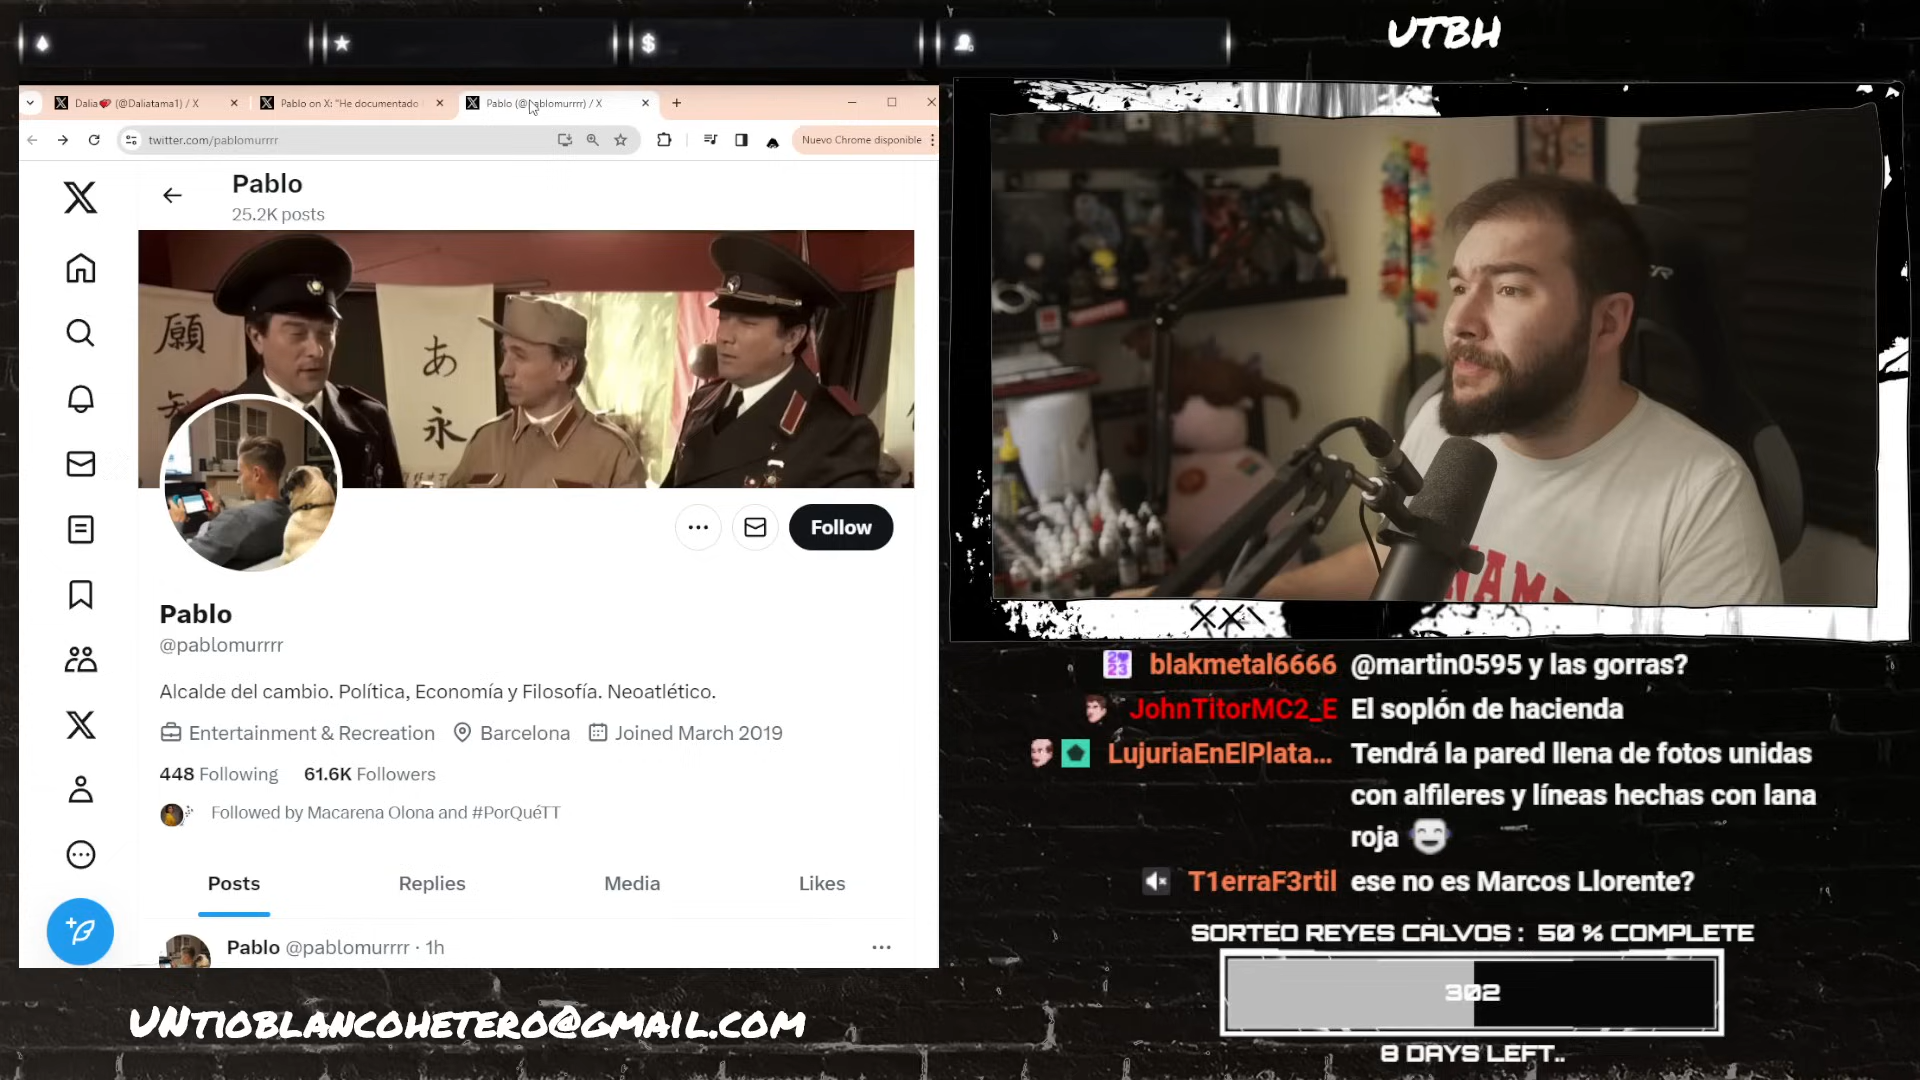 UTBH
Dalia (@Daliatama1) / X
Pablo on X: "He documentado
Pablo (@pablomurrrr) / X
twitter.com/pablomurrrr
Nuevo Chrome disponible
Pablo
25.2K posts
願
あ
永
Follow
Pablo
@pablomurrrr
Alcalde del cambio. Política, Economía y Filosofía. Neoatlético.
Entertainment & Recreation Barcelona Joined March 2019
448 Following 61.6K Followers
Followed by Macarena Olona and #PorQuéTT
Posts Replies Media Likes
Pablo @pablomurrrr · 1h
UNTIOBLANCOHETERO@GMAIL.COM
blakmetal6666 @martin0595 y las gorras?
JohnTitorMC2_E El soplón de hacienda
LujuriaEnElPlata... Tendrá la pared llena de fotos unidas
con alfileres y líneas hechas con lana
roja
T1erraF3rtil ese no es Marcos Llorente?
SORTEO REYES CALVOS : 50 % COMPLETE
302
8 DAYS LEFT..